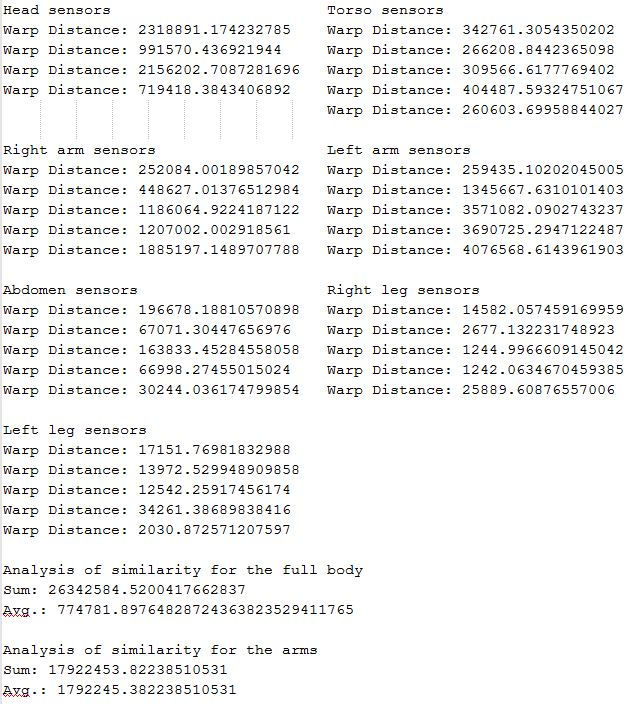 Head sensors
Warp Distance: 2318891.174232785
Warp Distance: 991570.436921944
Warp Distance: 2156202.7087281696
Warp Distance: 719418.3843406892
Torso sensors
Warp Distance: 342761.3054350202
Warp Distance: 266208.8442365098
Warp Distance: 309566.6177769402
Warp Distance: 404487.59324751067
Warp Distance: 260603.69958844027
Right arm sensors
Warp Distance: 252084.00189857042
Warp Distance: 448627.01376512984
Warp Distance: 1186064.9224187122
Warp Distance: 1207002.002918561
Warp Distance: 1885197.1489707788
Left arm sensors
Warp Distance: 259435.10202045005
Warp Distance: 1345667.6310101403
Warp Distance: 3571082.0902743237
Warp Distance: 3690725.2947122487
Warp Distance: 4076568.6143961903
Abdomen sensors
Warp Distance: 196678.18810570898
Warp Distance: 67071.30447656976
Warp Distance: 163833.45284558058
Warp Distance: 66998.27455015024
Warp Distance: 30244.036174799854
Right leg sensors
Warp Distance: 14582.057459169959
Warp Distance: 2677.132231748923
Warp Distance: 1244.9966609145042
Warp Distance: 1242.0634670459385
Warp Distance: 25889.60876557006
Left leg sensors
Warp Distance: 17151.76981832988
Warp Distance: 13972.529948909858
Warp Distance: 12542.25917456174
Warp Distance: 34261.38689838416
Warp Distance: 2030.872571207597
Analysis of similarity for the full body
Sum: 26342584.5200417662837
Avg.: 774781.89764828724363823529411765
Analysis of similarity for the arms
Sum: 17922453.82238510531
Avg.: 1792245.382238510531